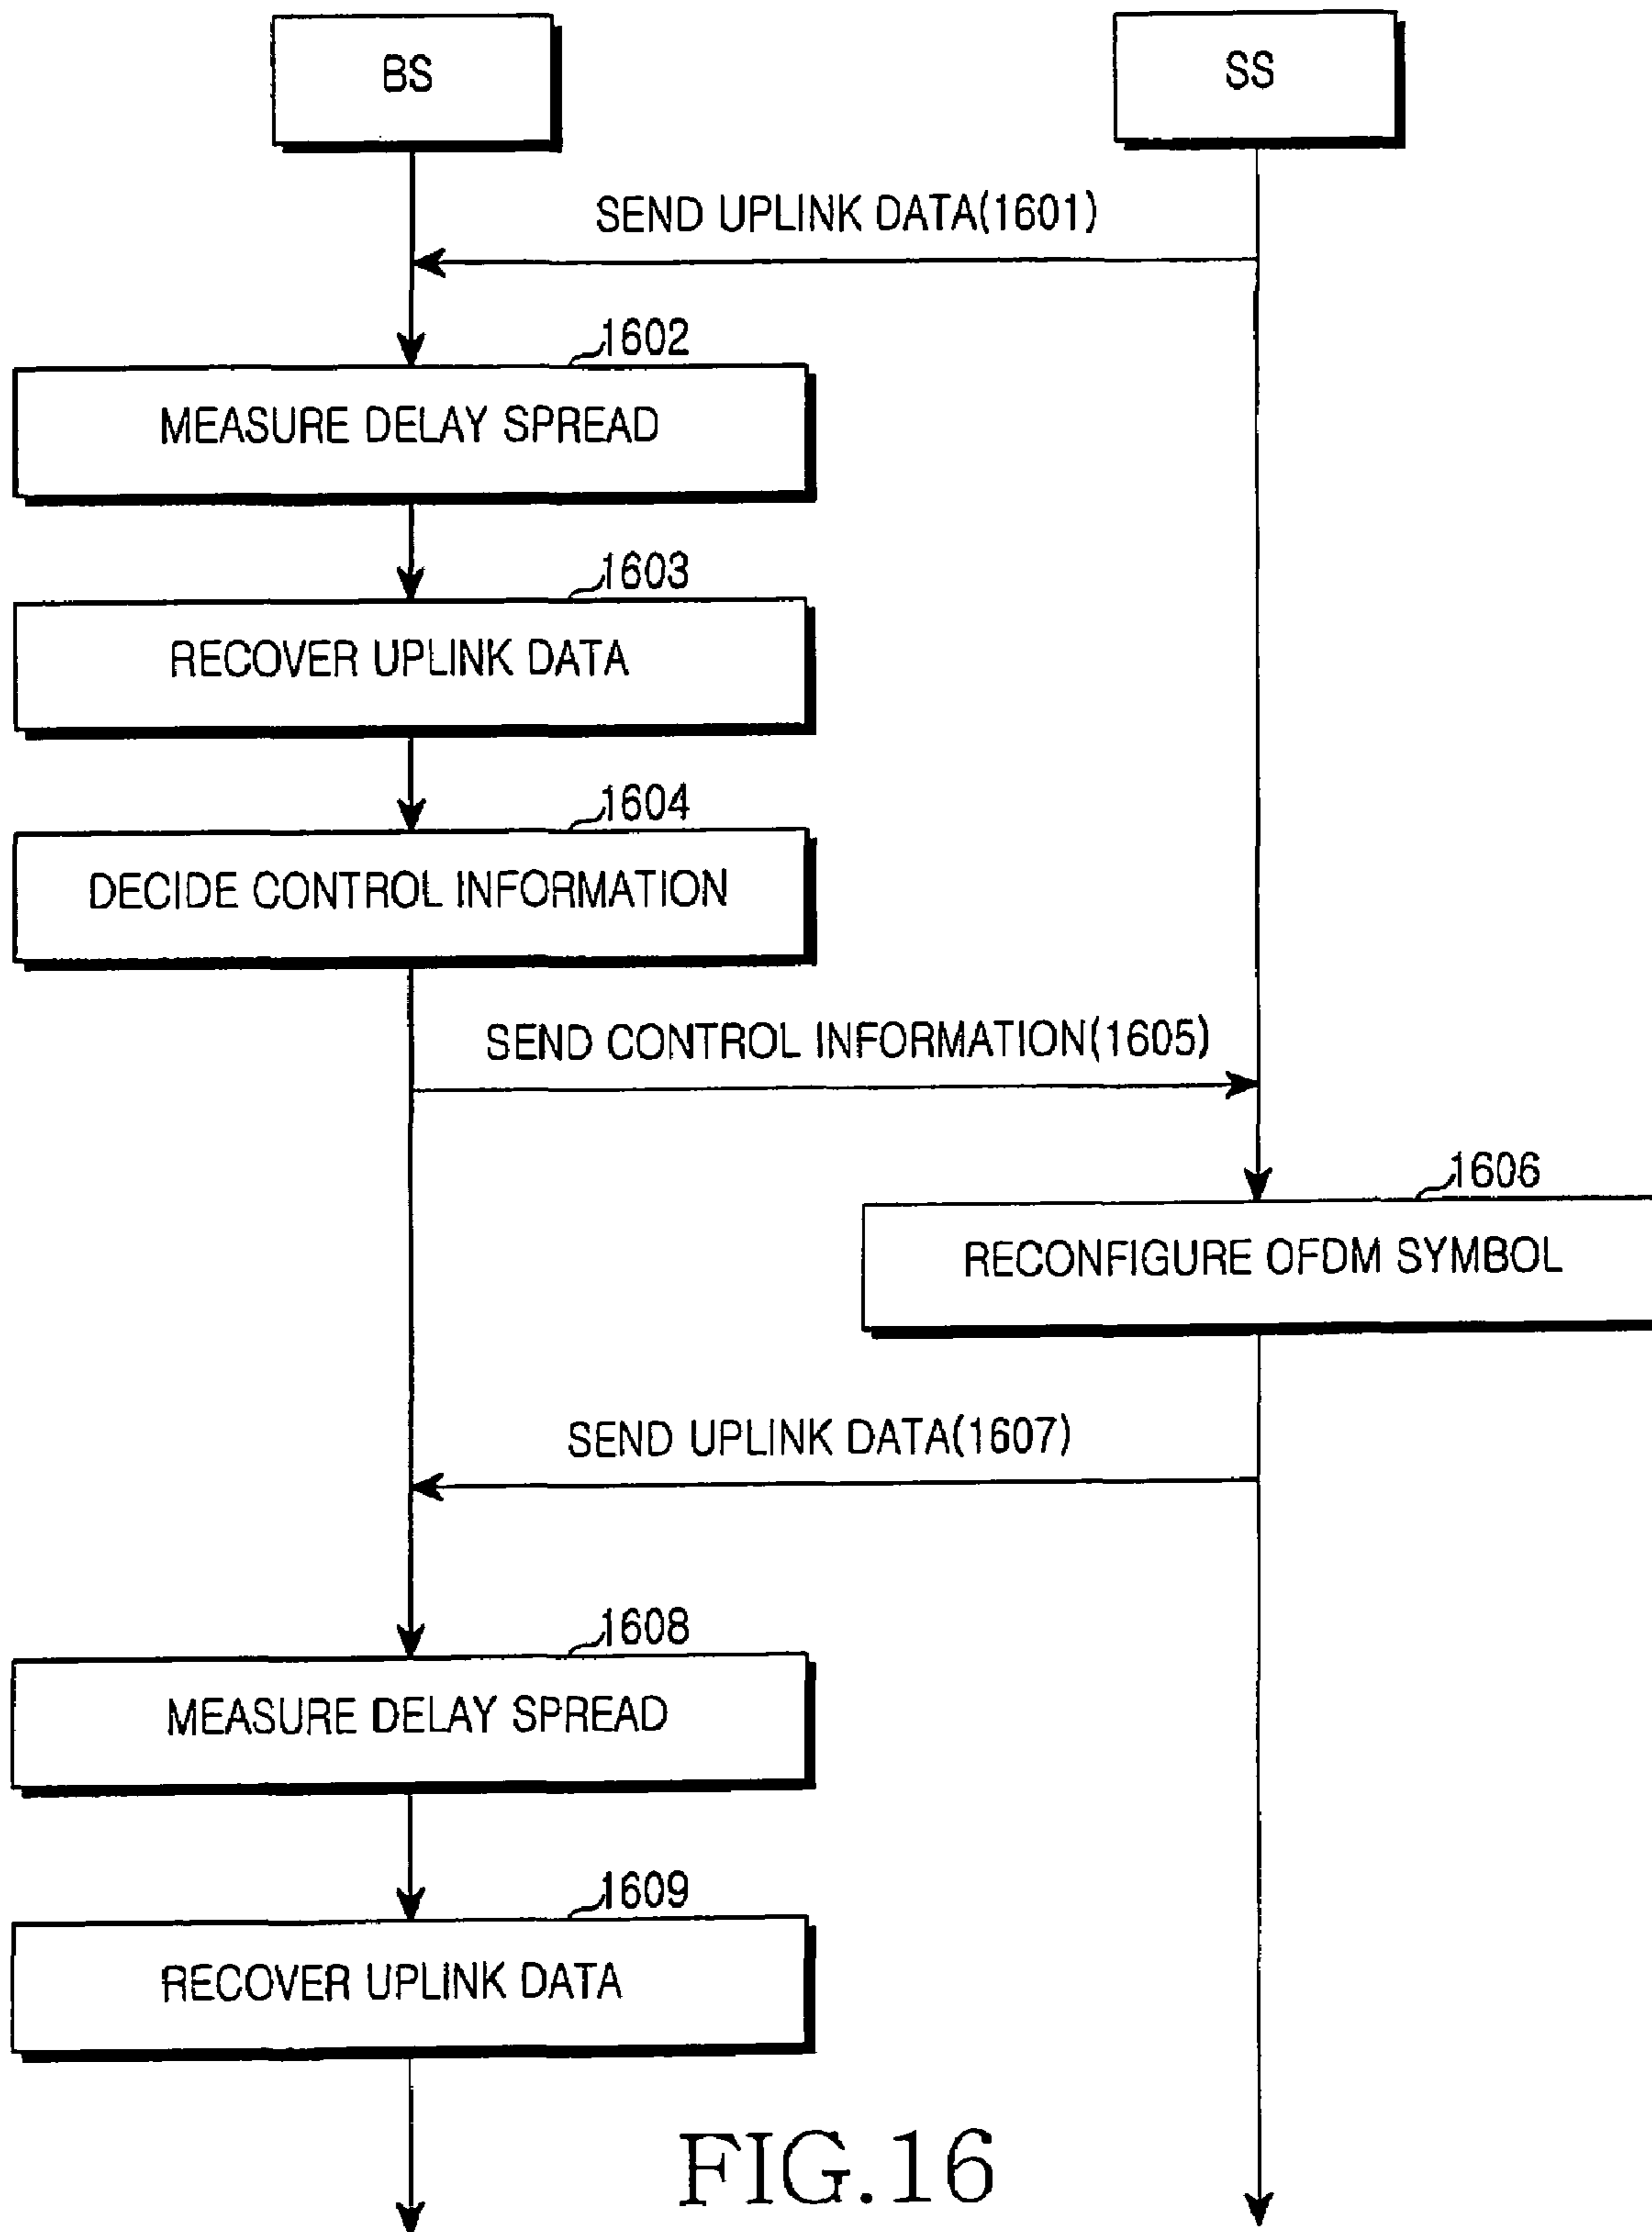 BS
SS
SEND UPLINK DATA(1601)
1602
MEASURE DELAY SPREAD
1603
RECOVER UPLINK DATA
1604
DECIDE CONTROL INFORMATION
SEND CONTROL INFORMATION(1605)
1606
RECONFIGURE OFDM SYMBOL
SEND UPLINK DATA(1607)
1608
MEASURE DELAY SPREAD
1609
RECOVER UPLINK DATA
FIG.16